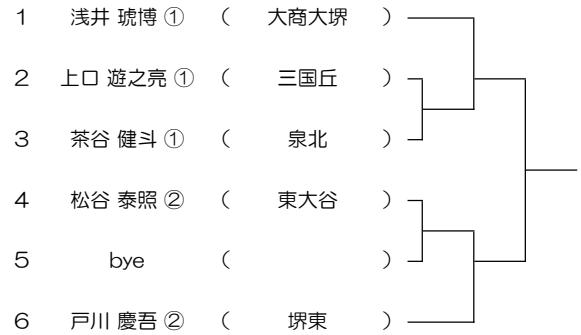 1 浅井 琥博 ① ( 大商大堺 )
2 上口 遊之亮 ① ( 三国丘 )
3 茶谷 健斗 ① ( 泉北 )
4 松谷 泰照 ② ( 東大谷 )
5 bye ( )
6 戸川 慶吾 ② ( 堺東 )